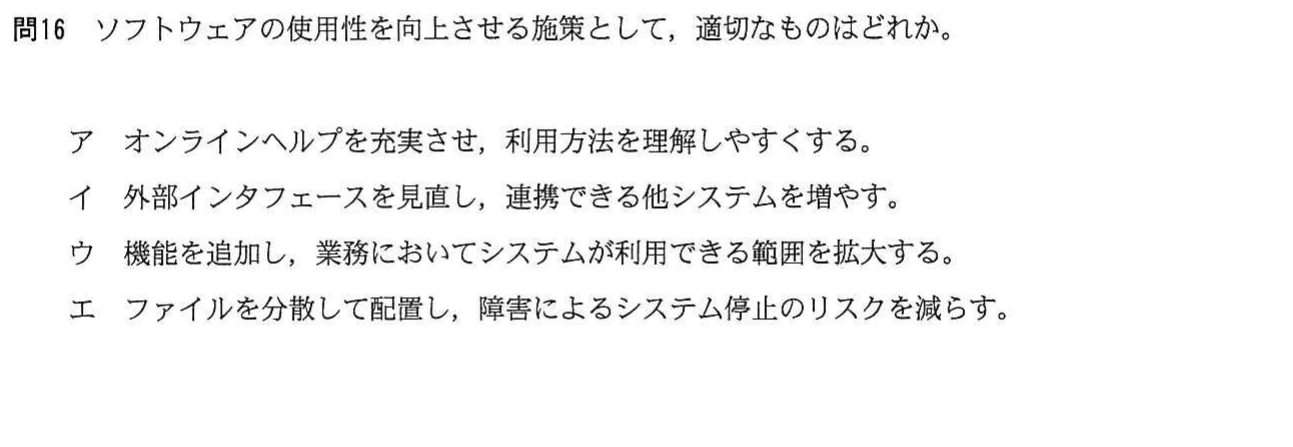 問16　ソフトウェアの使用性を向上させる施策として，適切なものはどれか。
ア　オンラインヘルプを充実させ，利用方法を理解しやすくする。
イ　外部インタフェースを見直し，連携できる他システムを増やす。
ウ　機能を追加し，業務においてシステムが利用できる範囲を拡大する。
エ　ファイルを分散して配置し，障害によるシステム停止のリスクを減らす。